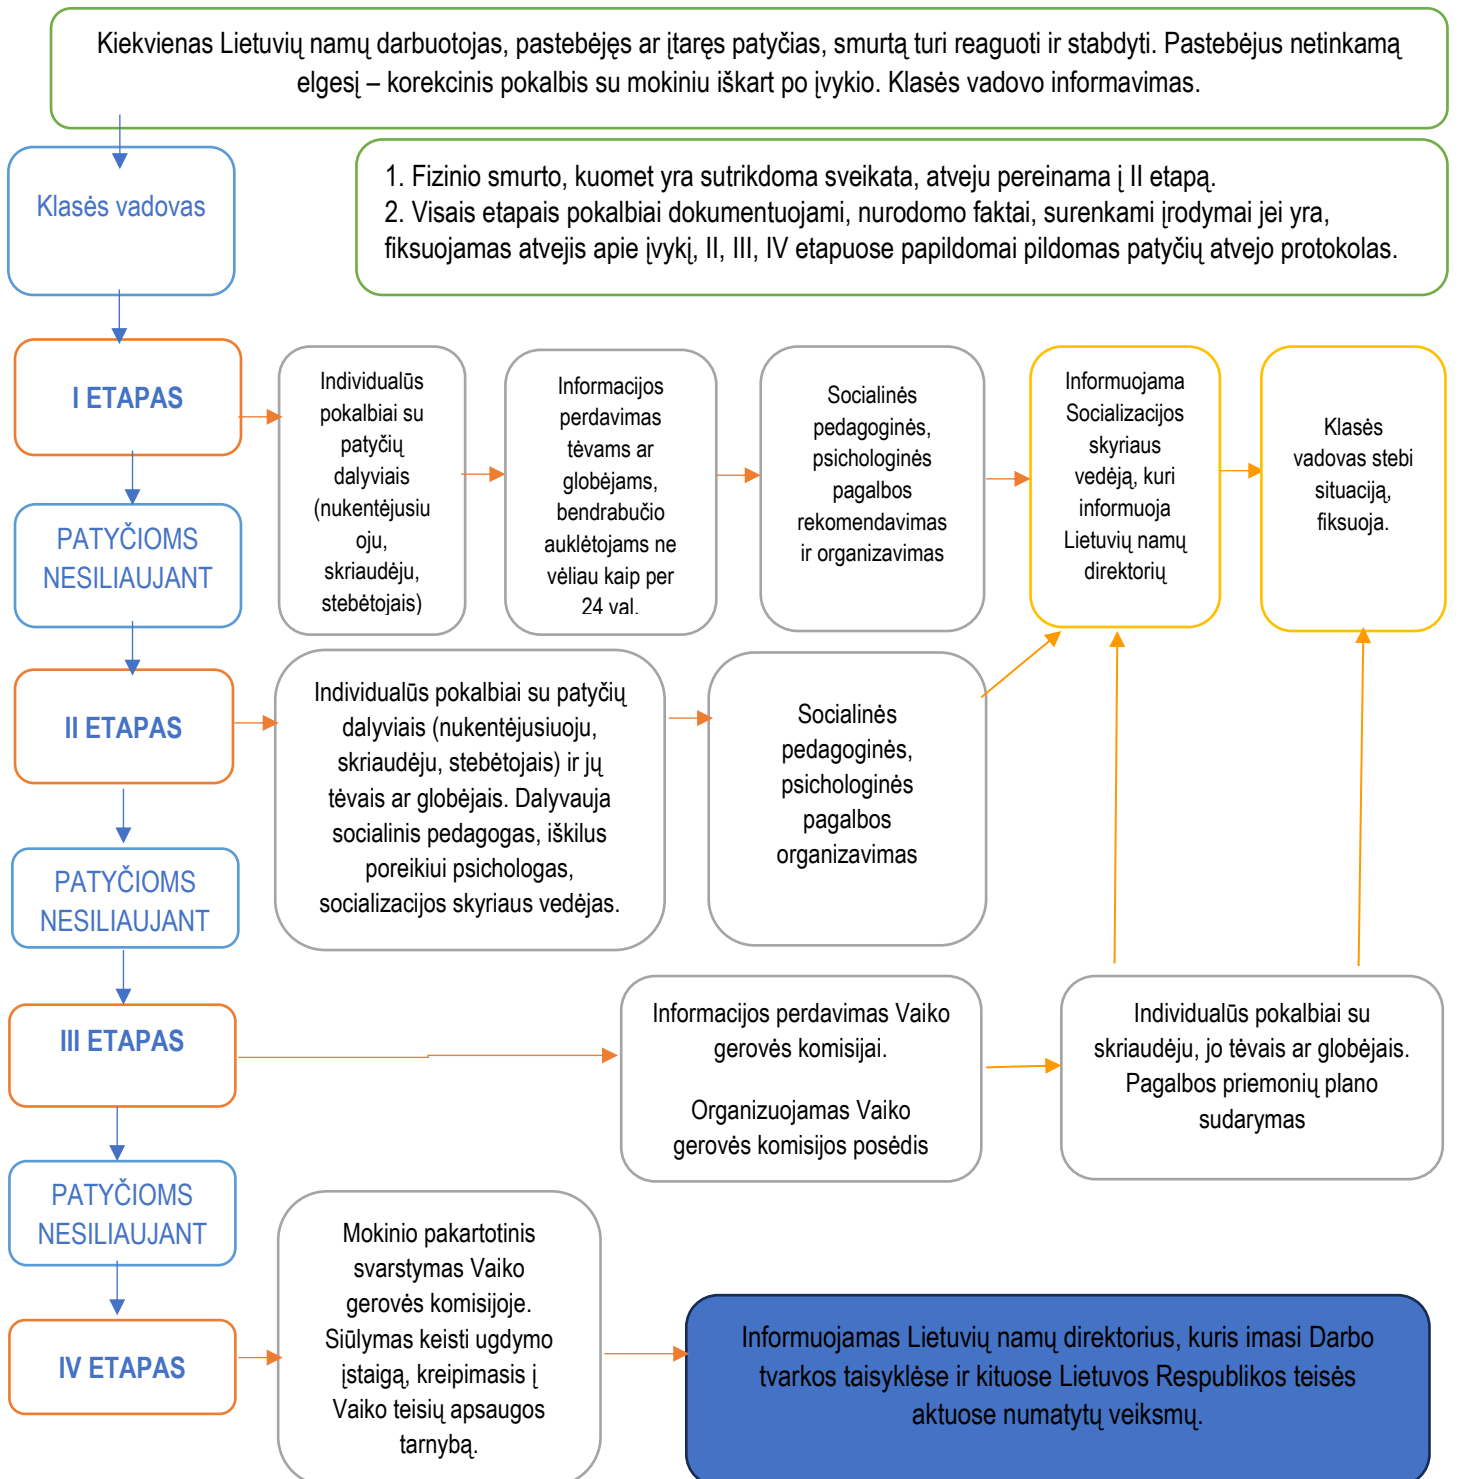 Kiekvienas Lietuvių namų darbuotojas, pastebėjęs ar įtaręs patyčias, smurtą turi reaguoti ir stabdyti. Pastebėjus netinkamą
elgesį – korekcinis pokalbis su mokiniu iškart po įvykio. Klasės vadovo informavimas.
Klasės vadovas
1. Fizinio smurto, kuomet yra sutrikdoma sveikata, atveju pereinama į II etapą.
2. Visais etapais pokalbiai dokumentuojami, nurodomo faktai, surenkami įrodymai jei yra,
fiksuojamas atvejis apie įvykį, II, III, IV etapuose papildomai pildomas patyčių atvejo protokolas.
I ETAPAS
Individualūs
pokalbiai su
patyčių
dalyviais
(nukentėjusiu
oju,
skriaudėju,
stebėtojais)
Informacijos
perdavimas
tėvams ar
globėjams,
bendrabučio
auklėtojams ne
vėliau kaip per
24 val.
Socialinės
pedagoginės,
psichologinės
pagalbos
rekomendavimas
ir organizavimas
Informuojama
Socializacijos
skyriaus
vedėją, kuri
informuoja
Lietuvių namų
direktorių
Klasės
vadovas stebi
situaciją,
fiksuoja.
PATYČIOMS
NESILIAUJANT
II ETAPAS
Individualūs pokalbiai su patyčių
dalyviais (nukentėjusiuoju,
skriaudėju, stebėtojais) ir jų
tėvais ar globėjais. Dalyvauja
socialinis pedagogas, iškilus
poreikiui psichologas,
socializacijos skyriaus vedėjas.
Socialinės
pedagoginės,
psichologinės
pagalbos
organizavimas
PATYČIOMS
NESILIAUJANT
III ETAPAS
Informacijos perdavimas Vaiko
gerovės komisijai.
Organizuojamas Vaiko
gerovės komisijos posėdis
Individualūs pokalbiai su
skriaudėju, jo tėvais ar globėjais.
Pagalbos priemonių plano
sudarymas
PATYČIOMS
NESILIAUJANT
IV ETAPAS
Mokinio pakartotinis
svarstymas Vaiko
gerovės komisijoje.
Siūlymas keisti ugdymo
įstaigą, kreipimasis į
Vaiko teisių apsaugos
tarnybą.
Informuojamas Lietuvių namų direktorius, kuris imasi Darbo
tvarkos taisyklėse ir kituose Lietuvos Respublikos teisės
aktuose numatytų veiksmų.